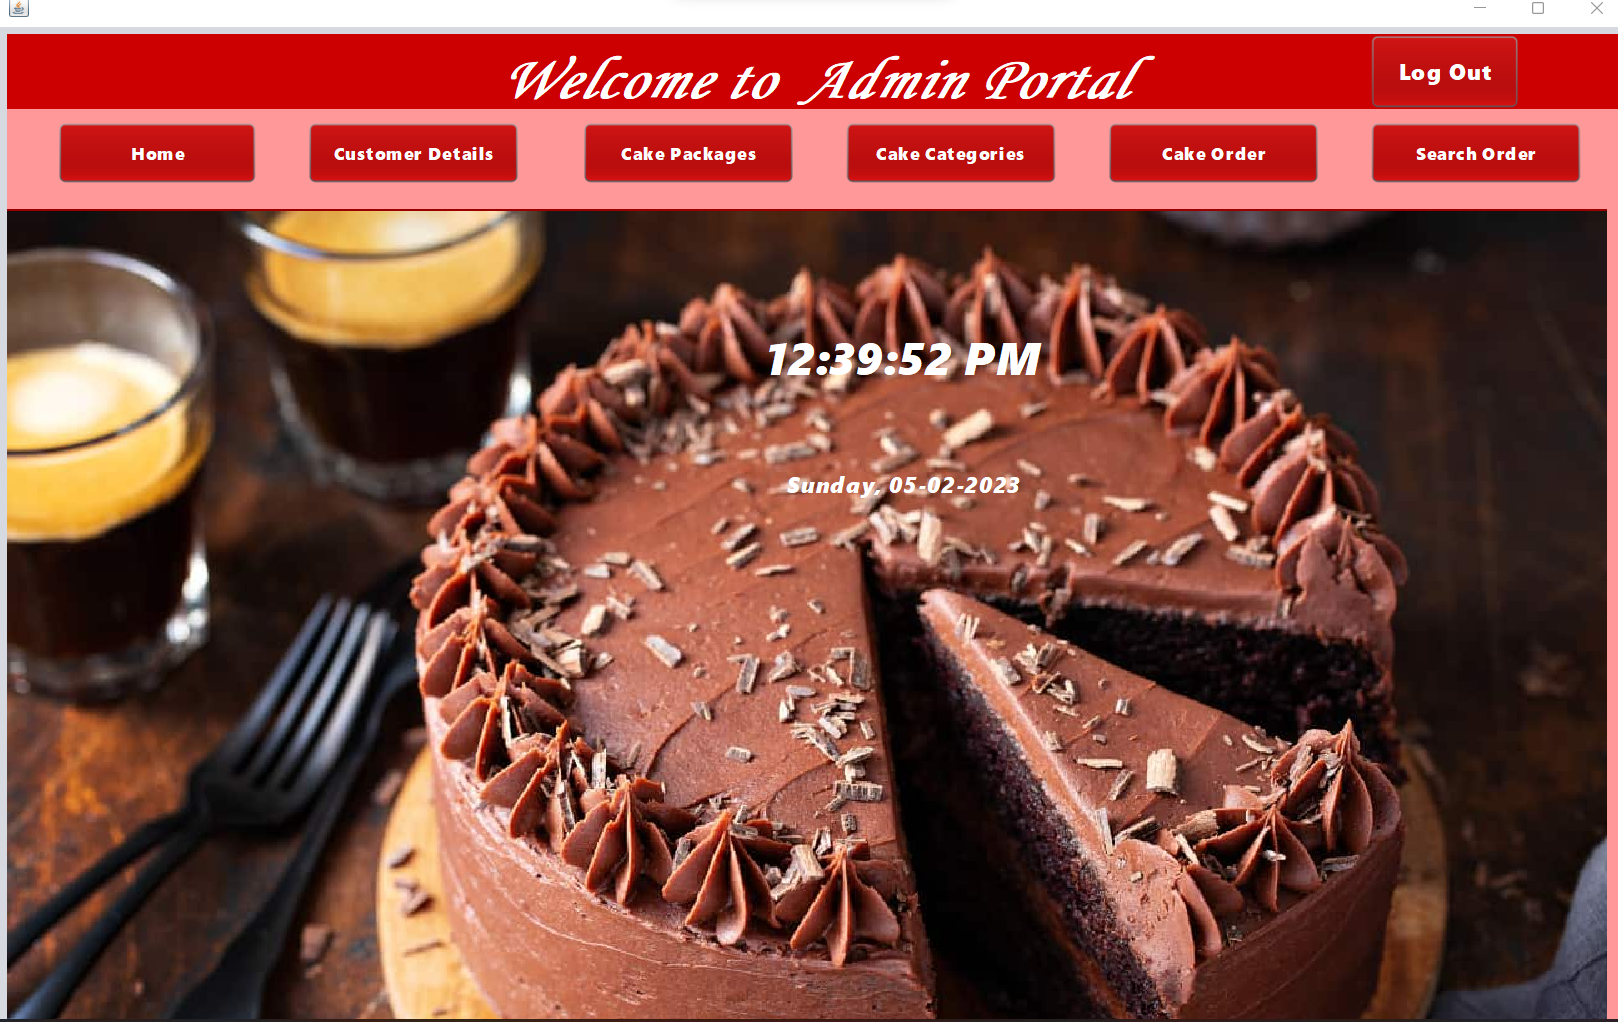 Welcome to Admin Portal
Log Out
Home
Customer Details
Cake Packages
Cake Categories
Cake Order
Search Order
12:39:52 PM
Sunday, 05-02-2023